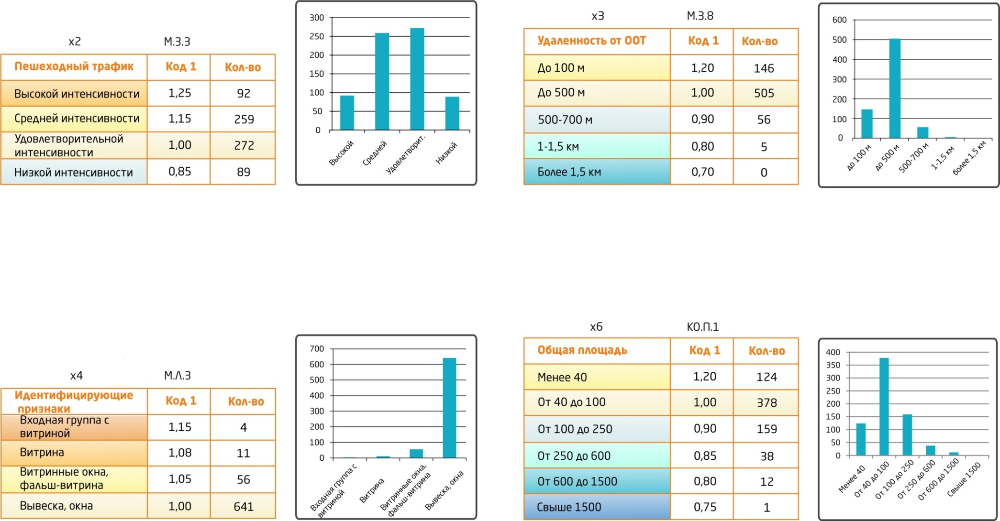 x2 М.З.З
Пешеходный трафик Код 1 Кол-во
Высокой интенсивности 1,25 92
Средней интенсивности 1,15 259
Удовлетворительной
интенсивности 1,00 272
Низкой интенсивности 0,85 89
300
250
200
150
100
50
0
Высокой Средней Удовлетворит. Низкой
x3 М.З.8
Удаленность от ООТ Код 1 Кол-во
До 100 м 1,20 146
До 500 м 1,00 505
500-700 м 0,90 56
1-1,5 км 0,80 5
Более 1,5 км 0,70 0
600
500
400
300
200
100
0
до 100 м до 500 м 500-700 м 1-1,5 км более 1,5 км
x4 М.Л.З
Идентифицирующие
признаки Код 1 Кол-во
Входная группа с
витриной 1,15 4
Витрина 1,08 11
Витринные окна,
фальш-витрина 1,05 56
Вывеска, окна 1,00 641
700
600
500
400
300
200
100
0
Входная группа с
витриной
Витрина
Витринные окна,
фальш-витрина
Вывеска, окна
x6 КО.П.1
Общая площадь Код 1 Кол-во
Менее 40 1,20 124
От 40 до 100 1,00 378
От 100 до 250 0,90 159
От 250 до 600 0,85 38
От 600 до 1500 0,80 12
Свыше 1500 0,75 1
400
350
300
250
200
150
100
50
0
Менее 40 От 40 до 100 От 100 до 250 От 250 до 600 От 600 до 1500 Свыше 1500